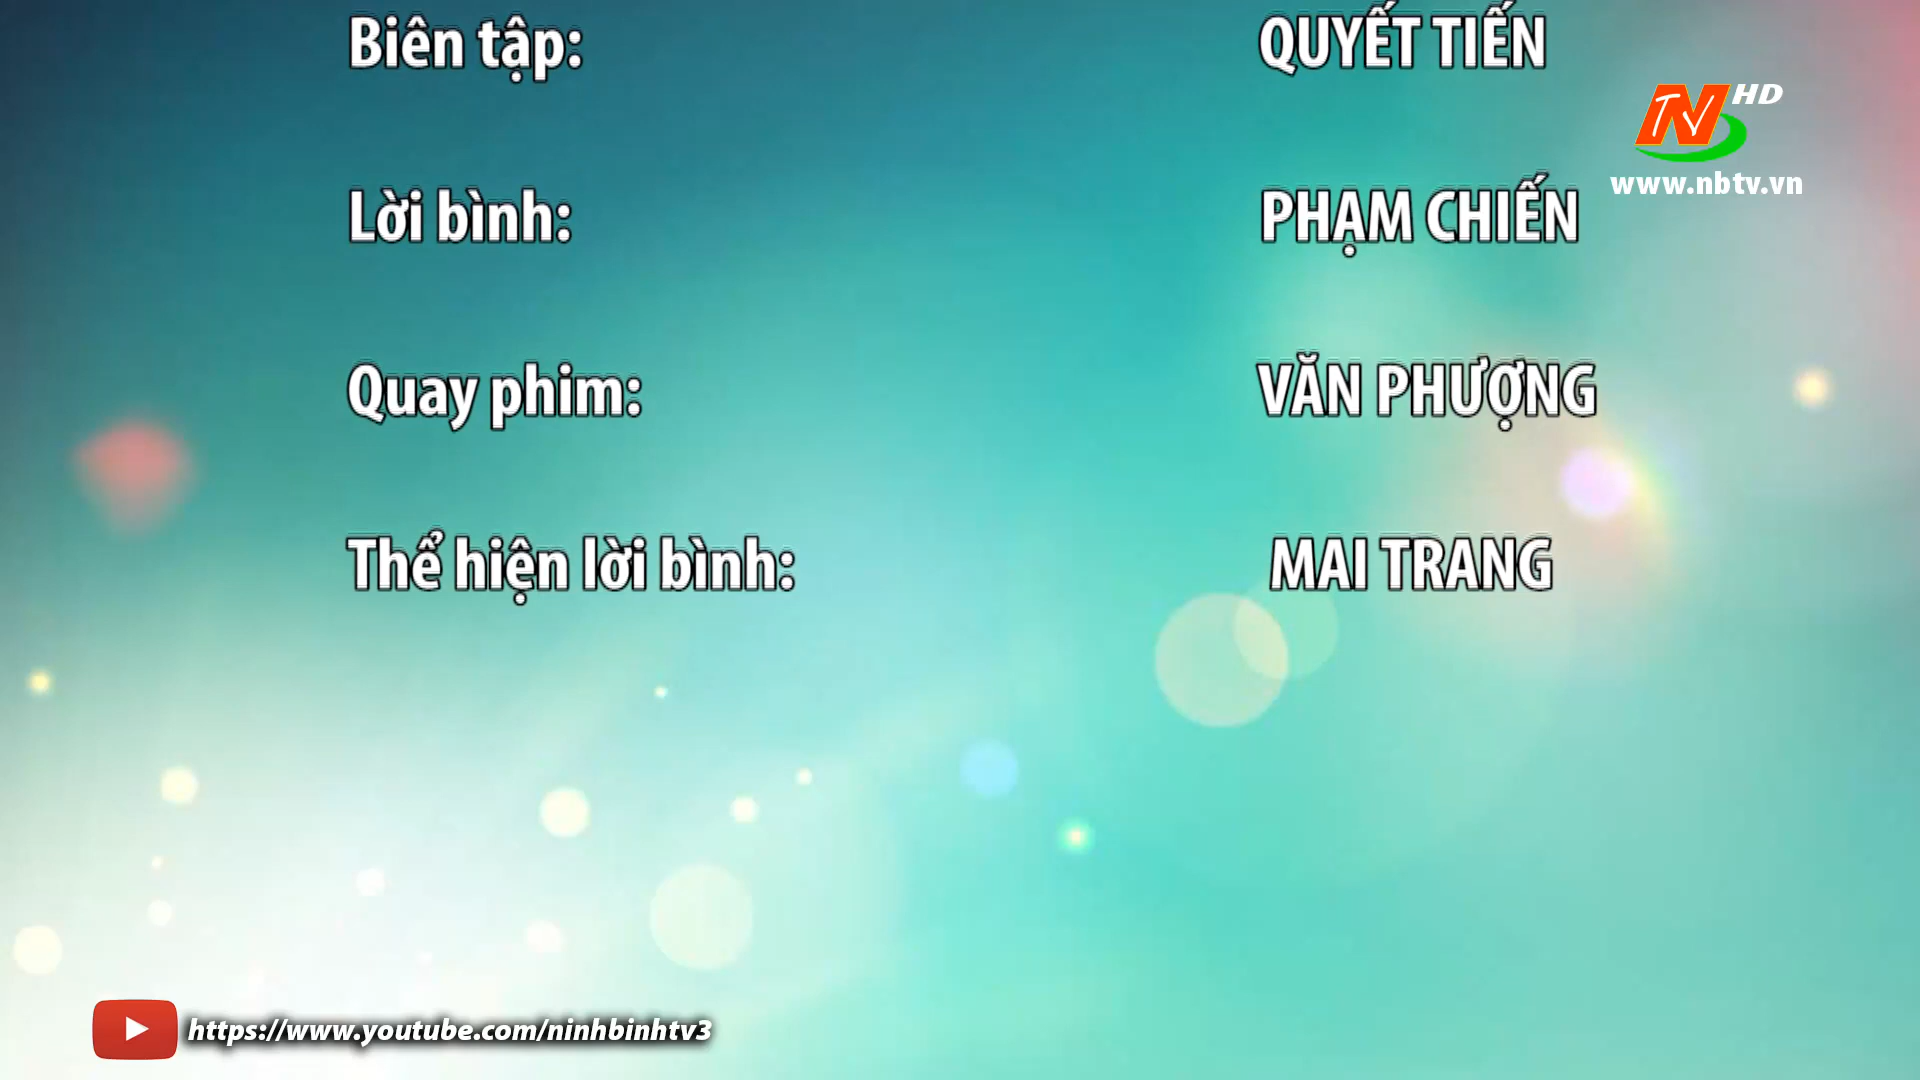 Biên tập: QUYẾT TIẾN
NTV HD
www.nbtv.vn
Lời bình: PHẠM CHIẾN
Quay phim: VĂN PHƯỢNG
Thể hiện lời bình: MAI TRANG
https://www.youtube.com/ninhbinhtv3